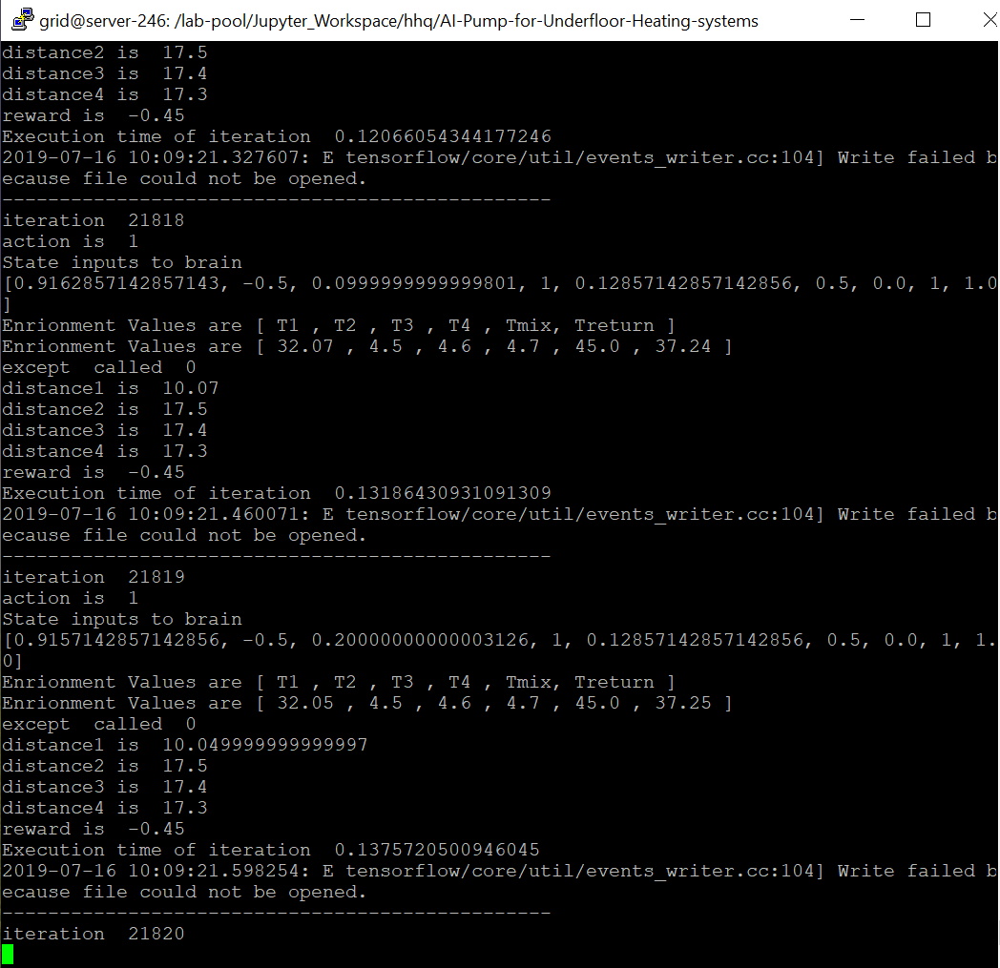 grid@server-246: /lab-pool/Jupyter_Workspace/hhq/AI-Pump-for-Underfloor-Heating-systems
distance2 is  17.5
distance3 is  17.4
distance4 is  17.3
reward is  -0.45
Execution time of iteration  0.12066054344177246
2019-07-16 10:09:21.327607: E tensorflow/core/util/events_writer.cc:104] Write failed b
ecause file could not be opened.
------------------------------------------------
iteration  21818
action is  1
State inputs to brain
[0.9162857142857143, -0.5, 0.0999999999999801, 1, 0.12857142857142856, 0.5, 0.0, 1, 1.0
]
Enrionment Values are [ T1 , T2 , T3 , T4 , Tmix, Treturn ]
Enrionment Values are [ 32.07 , 4.5 , 4.6 , 4.7 , 45.0 , 37.24 ]
except  called  0
distance1 is  10.07
distance2 is  17.5
distance3 is  17.4
distance4 is  17.3
reward is  -0.45
Execution time of iteration  0.13186430931091309
2019-07-16 10:09:21.460071: E tensorflow/core/util/events_writer.cc:104] Write failed b
ecause file could not be opened.
------------------------------------------------
iteration  21819
action is  1
State inputs to brain
[0.9157142857142856, -0.5, 0.20000000000003126, 1, 0.12857142857142856, 0.5, 0.0, 1, 1.
0]
Enrionment Values are [ T1 , T2 , T3 , T4 , Tmix, Treturn ]
Enrionment Values are [ 32.05 , 4.5 , 4.6 , 4.7 , 45.0 , 37.25 ]
except  called  0
distance1 is  10.049999999999997
distance2 is  17.5
distance3 is  17.4
distance4 is  17.3
reward is  -0.45
Execution time of iteration  0.1375720500946045
2019-07-16 10:09:21.598254: E tensorflow/core/util/events_writer.cc:104] Write failed b
ecause file could not be opened.
------------------------------------------------
iteration  21820